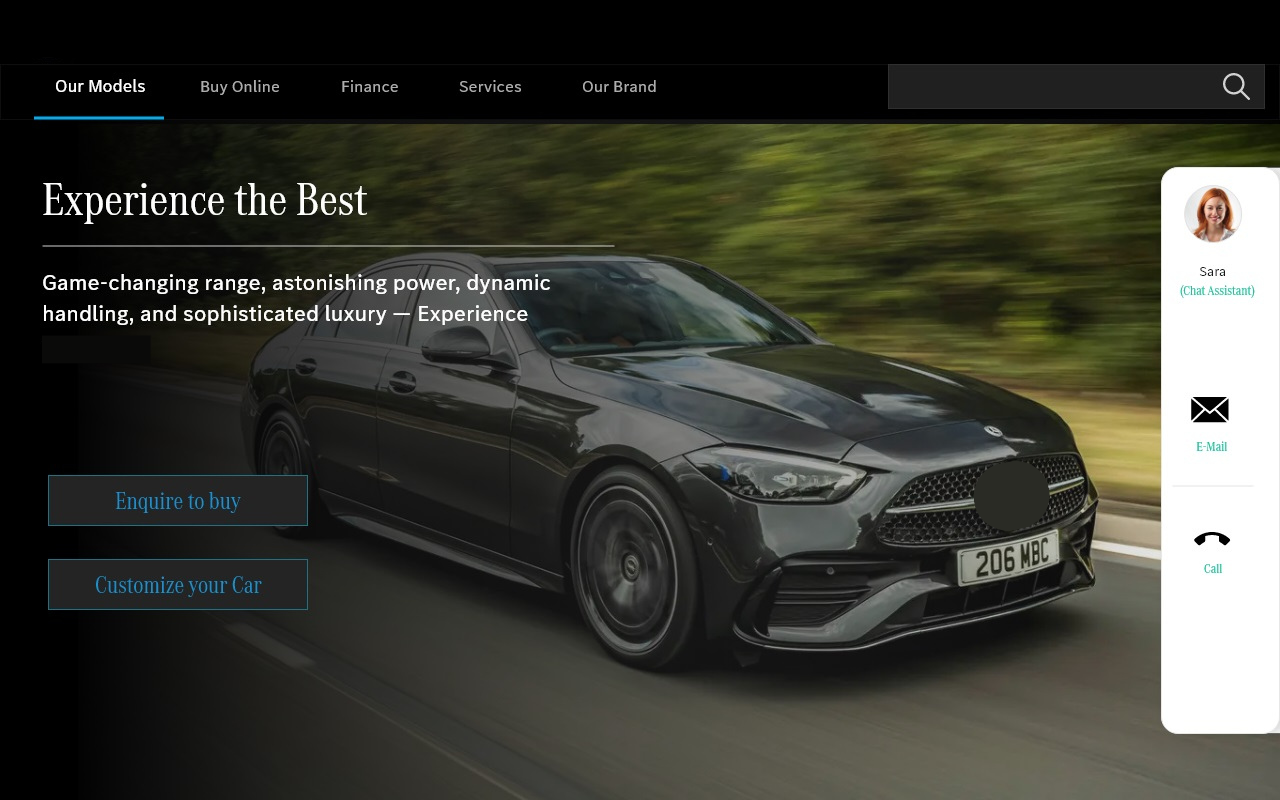 Our Models
Buy Online
Finance
Services
Our Brand
Experience the Best
Game-changing range, astonishing power, dynamic
handling, and sophisticated luxury — Experience
Enquire to buy
Customize your Car
206 MBC
Sara
(Chat Assistant)
E-Mail
Call